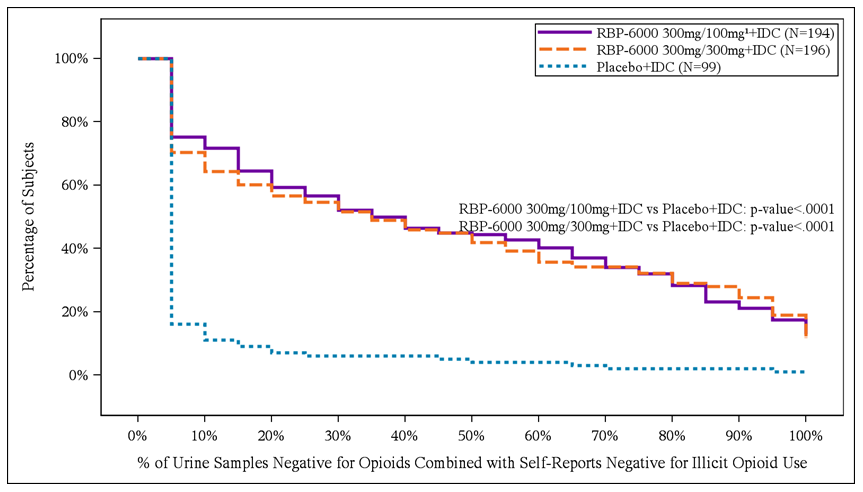 RBP-6000 300mg/100mg¹+IDC (N=194)
RBP-6000 300mg/300mg+IDC (N=196)
Placebo+IDC (N=99)
100%
80%
60%
40%
20%
0%
Percentage of Subjects
RBP-6000 300mg/100mg+IDC vs Placebo+IDC: p-value<.0001
RBP-6000 300mg/300mg+IDC vs Placebo+IDC: p-value<.0001
0% 10% 20% 30% 40% 50% 60% 70% 80% 90% 100%
% of Urine Samples Negative for Opioids Combined with Self-Reports Negative for Illicit Opioid Use